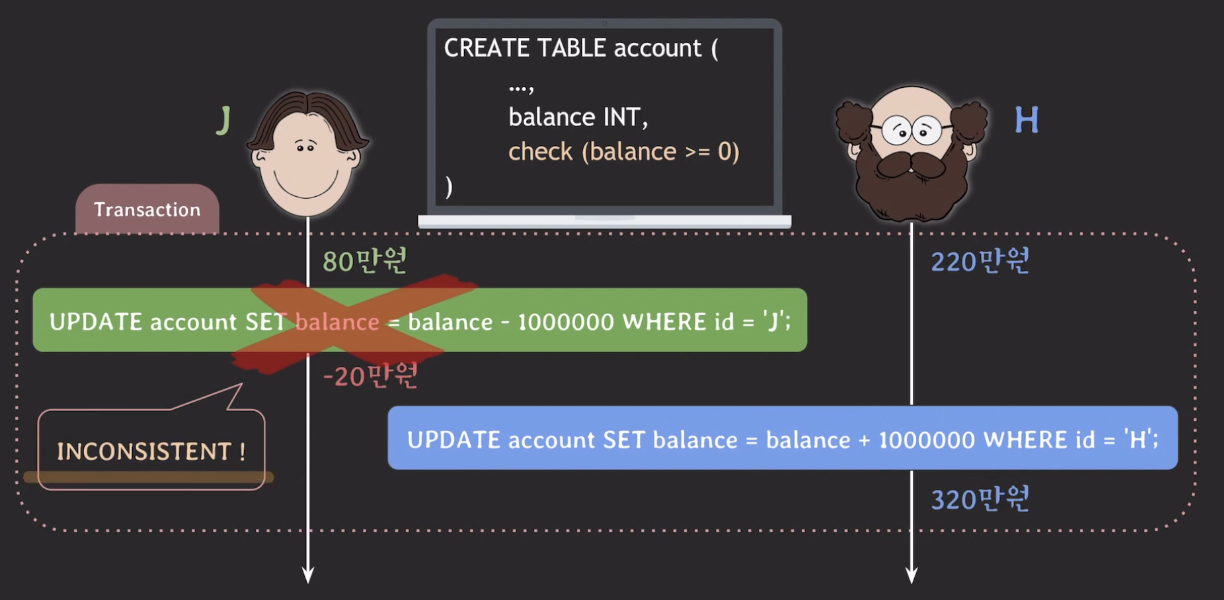 CREATE TABLE account (
...,
balance INT,
check (balance >= 0)
)
J
H
Transaction
80만원
220만원
UPDATE account SET balance = balance - 1000000 WHERE id = 'J';
-20만원
INCONSISTENT !
UPDATE account SET balance = balance + 1000000 WHERE id = 'H';
320만원